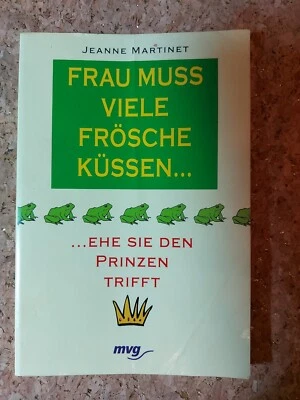 JEANNE MARTINET
FRAU MUSS
VIELE
FRÖSCHE
KÜSSEN...
...EHE SIE DEN
PRINZEN
TRIFFT
mvg